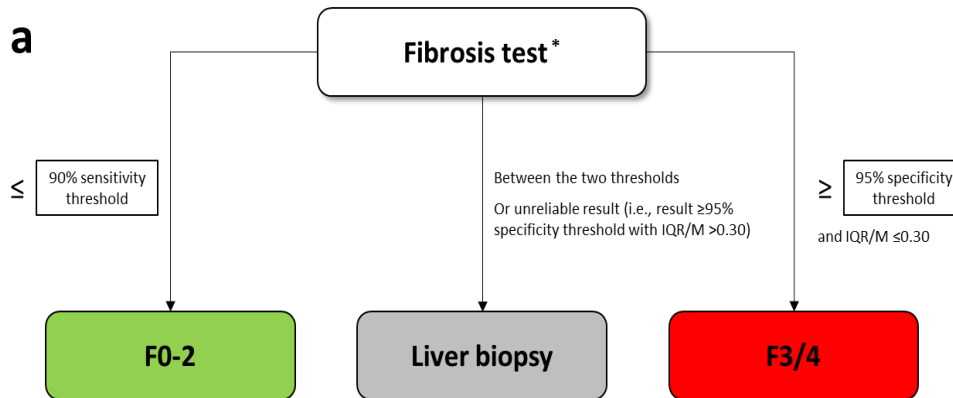 a
Fibrosis test*
≤
90% sensitivity
threshold
Between the two thresholds
Or unreliable result (i.e., result ≥95%
specificity threshold with IQR/M >0.30)
≥
95% specificity
threshold
and IQR/M ≤0.30
F0-2
Liver biopsy
F3/4